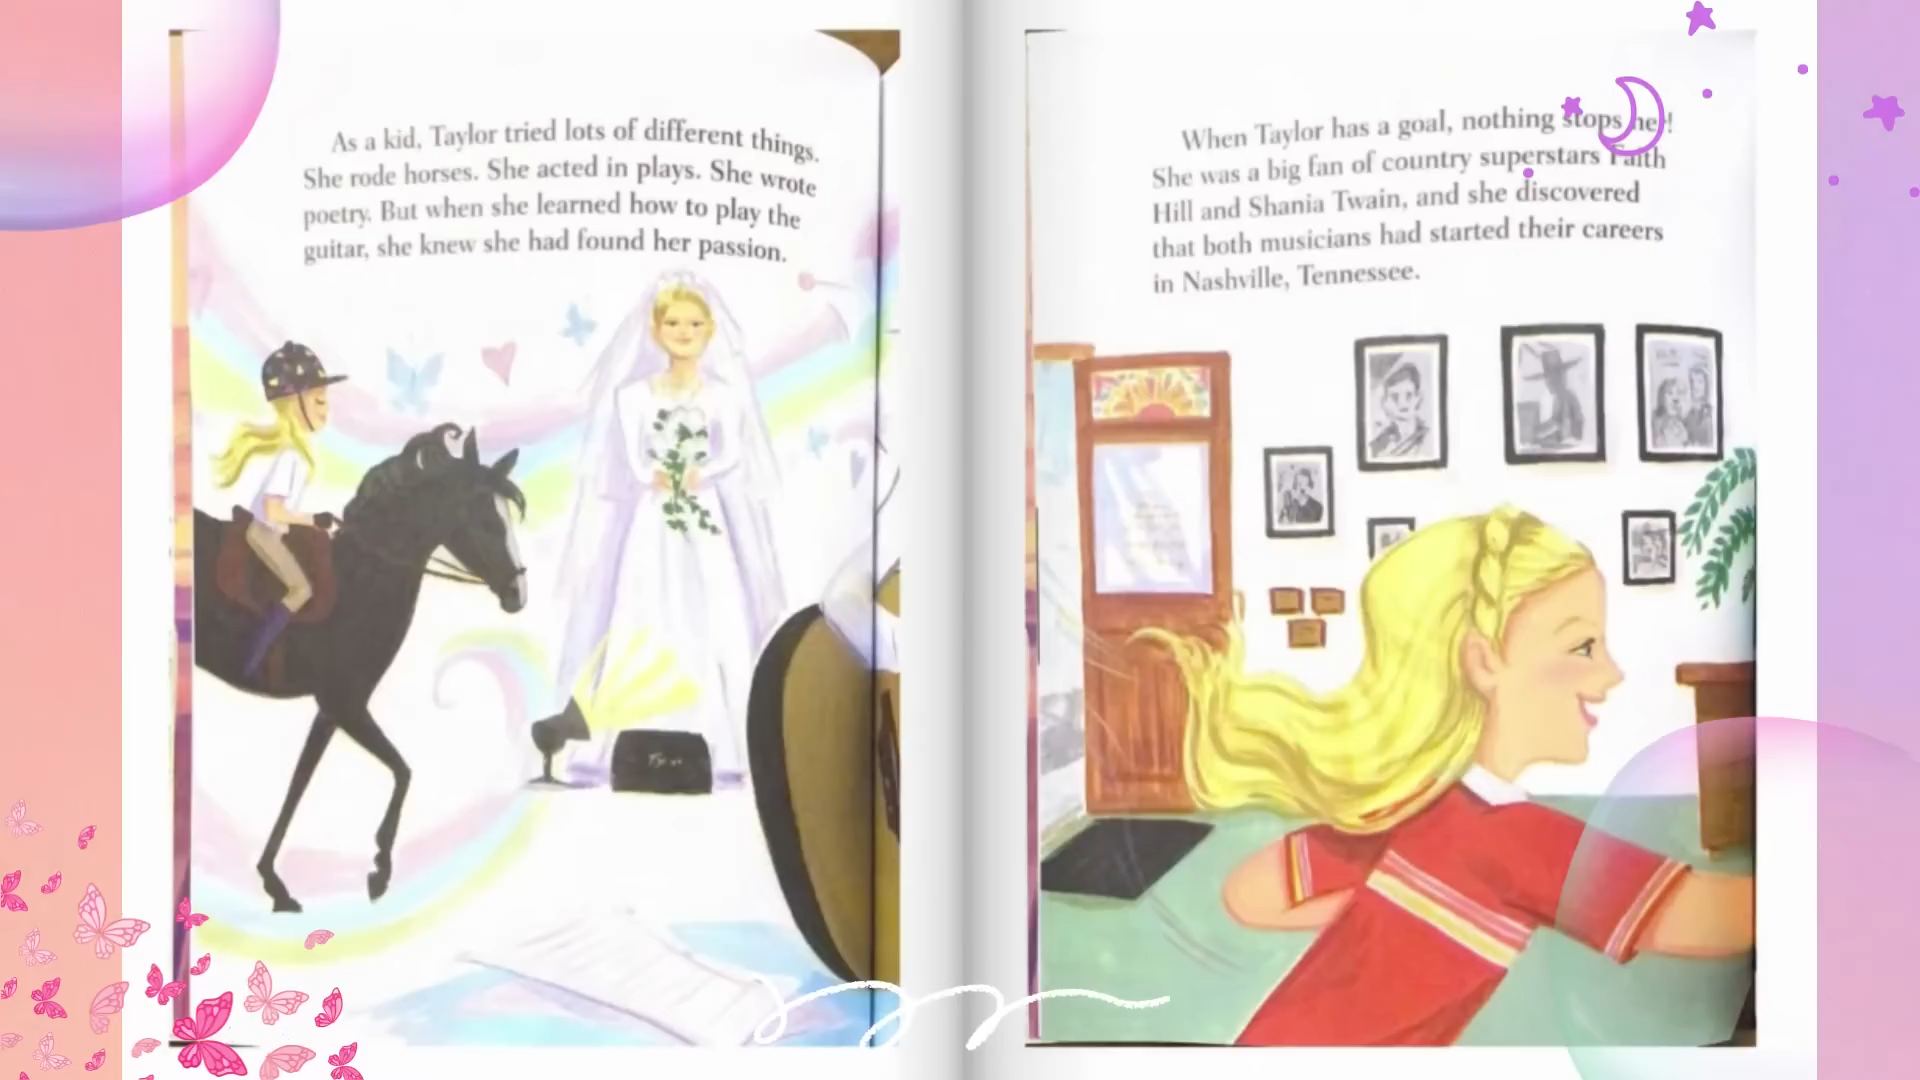 As a kid, Taylor tried lots of different things.
She rode horses. She acted in plays. She wrote
poetry. But when she learned how to play the
guitar, she knew she had found her passion.
When Taylor has a goal, nothing stops her!
She was a big fan of country superstars Faith
Hill and Shania Twain, and she discovered
that both musicians had started their careers
in Nashville, Tennessee.